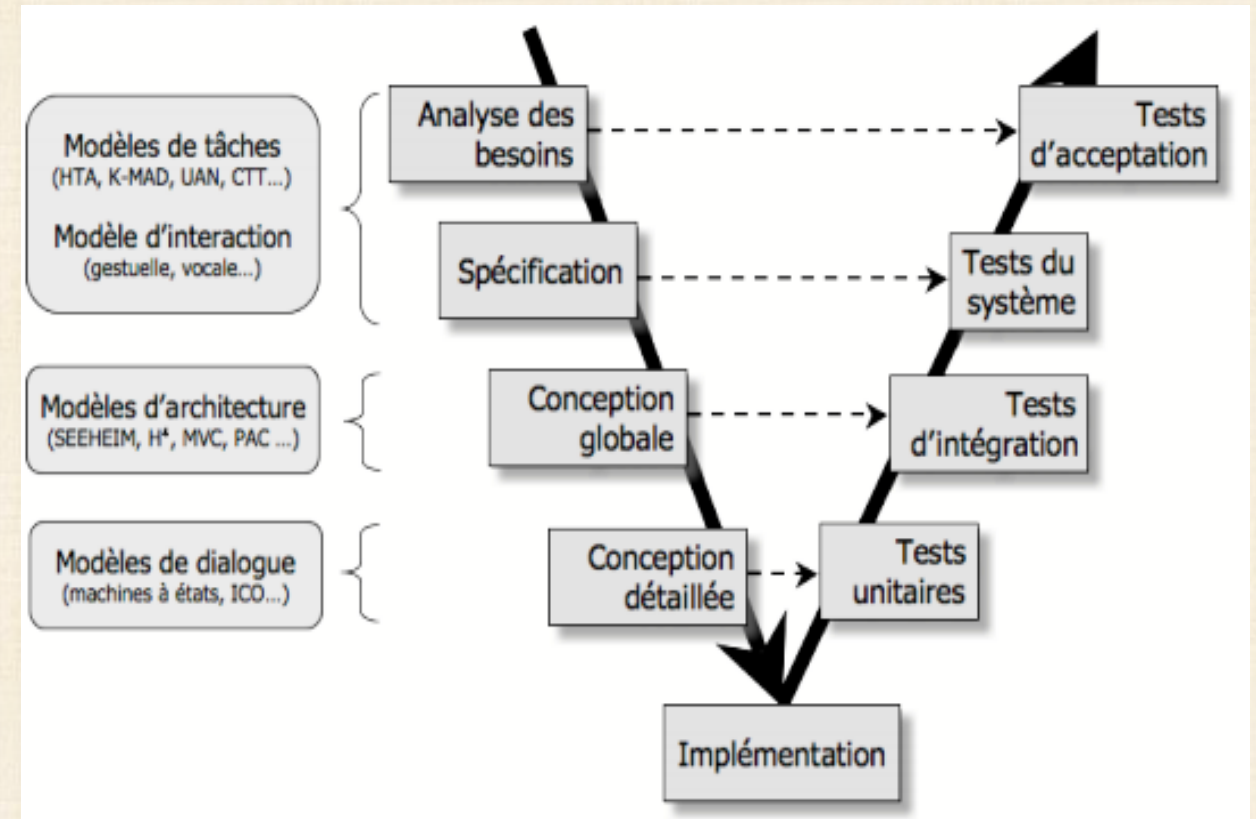 Modèles de tâches
(HTA, K-MAD, UAN, CTT...)
Modèle d'interaction
(gestuelle, vocale...)
Modèles d'architecture
(SEEHEIM, H⁴, MVC, PAC ...)
Modèles de dialogue
(machines à états, ICO...)
Analyse des
besoins
Spécification
Conception
globale
Conception
détaillée
Implémentation
Tests
unitaires
Tests
d'intégration
Tests du
système
Tests
d'acceptation